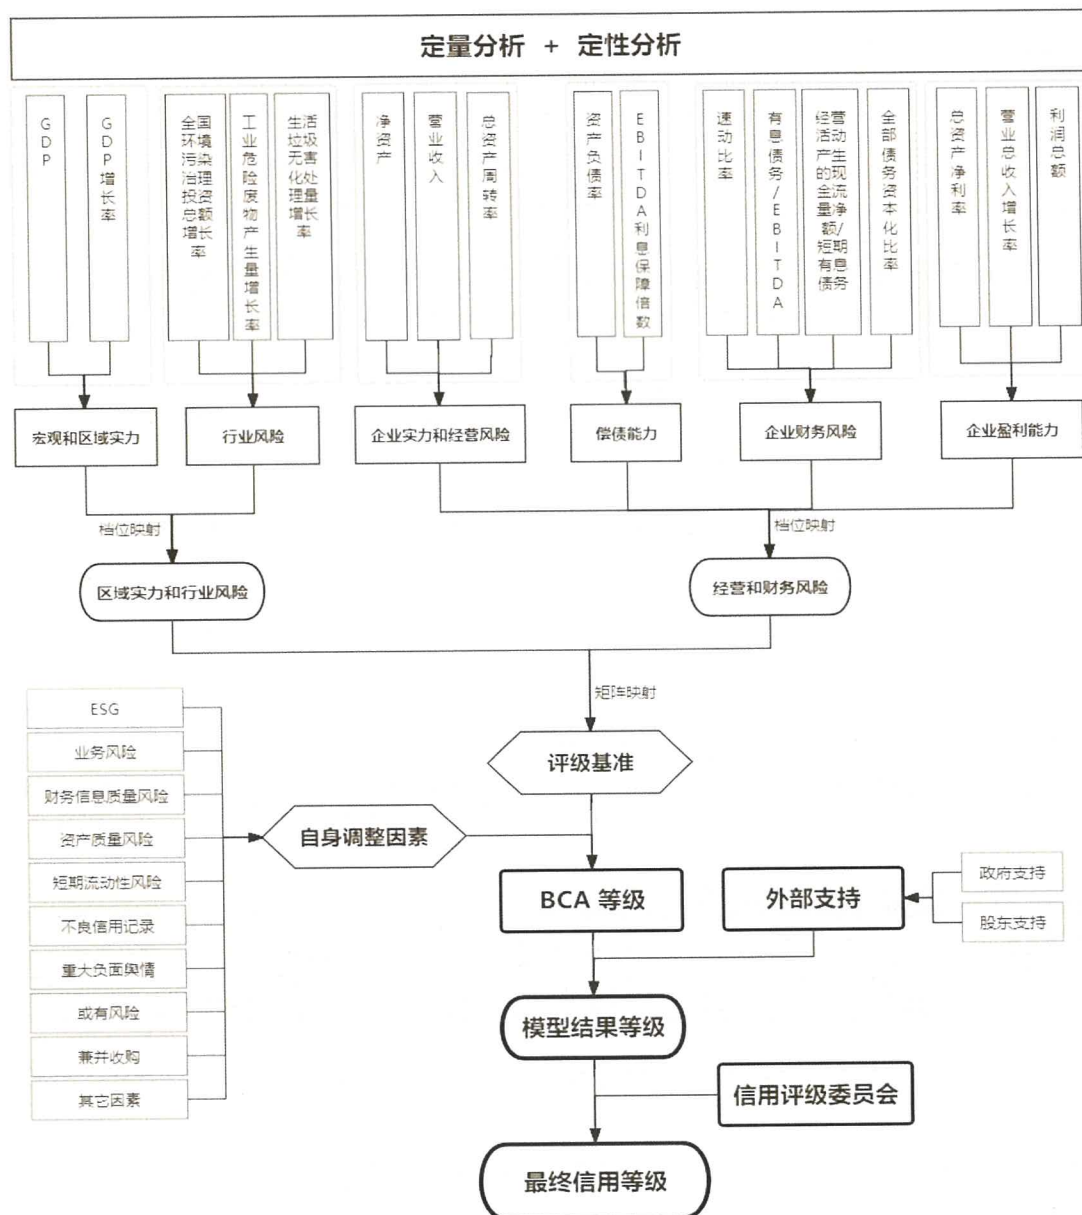 定量分析 + 定性分析
GDP
GDP增长率
全国环境污染治理投资总额增长率
工业危险废物产生量增长率
生活垃圾无害化处理量增长率
净资产
营业收入
总资产周转率
资产负债率
EBITDA利息保障倍数
速动比率
有息债务/EBITDA
经营活动产生的现金流量净额/短期有息债务
全部债务资本化比率
总资产净利率
营业总收入增长率
利润总额
宏观和区域实力
行业风险
企业实力和经营风险
偿债能力
企业财务风险
企业盈利能力
档位映射
档位映射
区域实力和行业风险
经营和财务风险
矩阵映射
ESG
业务风险
财务信息质量风险
资产质量风险
短期流动性风险
不良信用记录
重大负面舆情
或有风险
兼并收购
其它因素
自身调整因素
评级基准
BCA 等级
外部支持
政府支持
股东支持
模型结果等级
信用评级委员会
最终信用等级